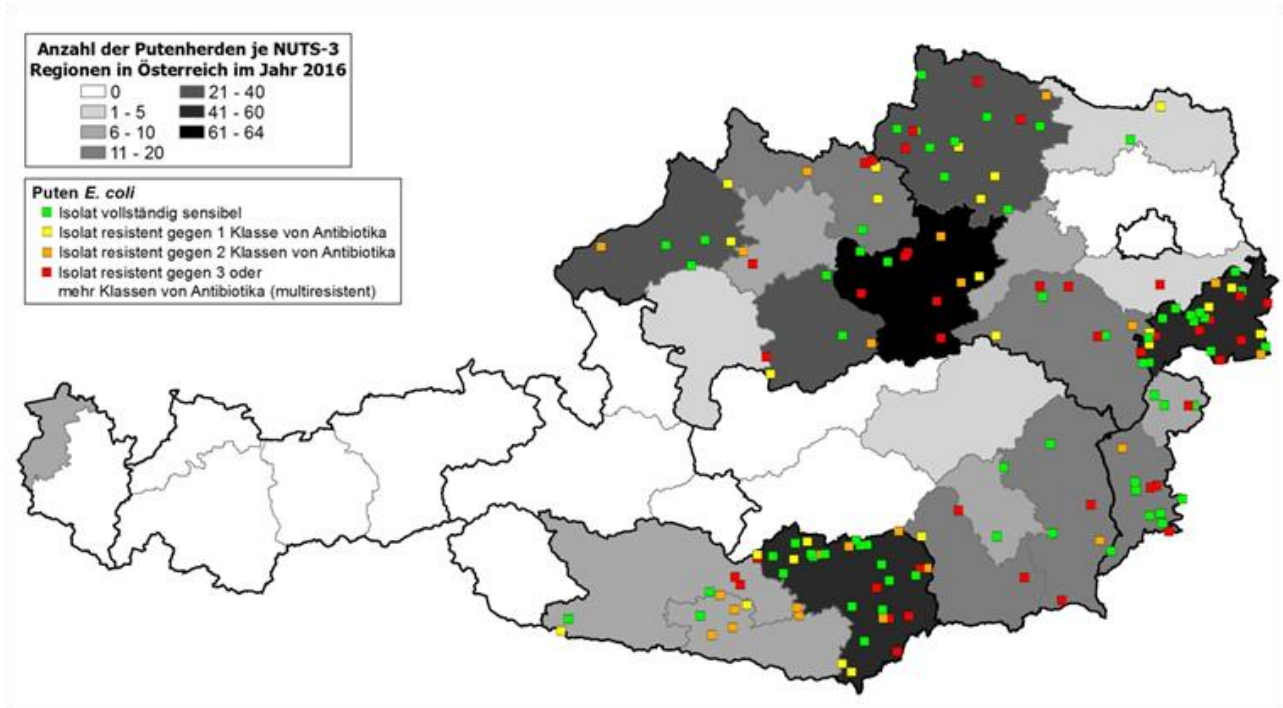 Anzahl der Putenherden je NUTS-3
Regionen in Österreich im Jahr 2016
0
21 - 40
1 - 5
41 - 60
6 - 10
61 - 64
11 - 20
Puten E. coli
Isolat vollständig sensibel
Isolat resistent gegen 1 Klasse von Antibiotika
Isolat resistent gegen 2 Klassen von Antibiotika
Isolat resistent gegen 3 oder
mehr Klassen von Antibiotika (multiresistent)